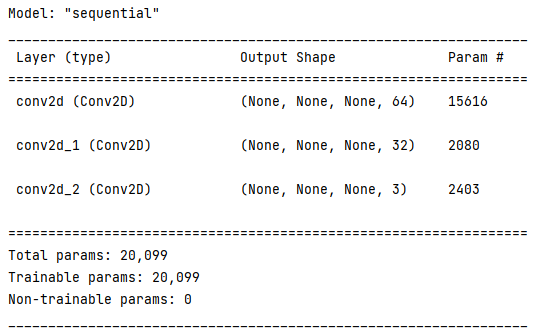 Model: "sequential"
_________________________________________________________________
Layer (type) Output Shape Param #
=================================================================
conv2d (Conv2D) (None, None, None, 64) 15616
conv2d_1 (Conv2D) (None, None, None, 32) 2080
conv2d_2 (Conv2D) (None, None, None, 3) 2403
=================================================================
Total params: 20,099
Trainable params: 20,099
Non-trainable params: 0
_________________________________________________________________